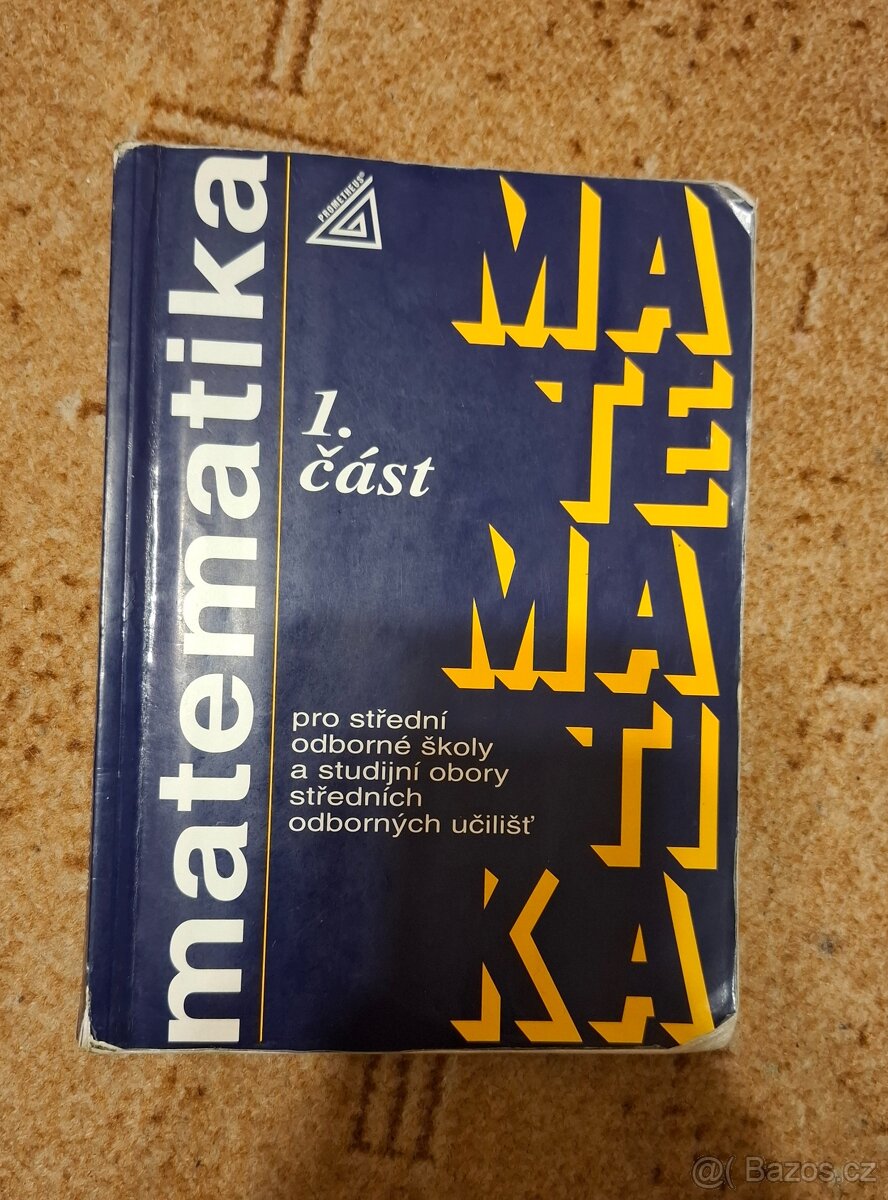 matematika
PROMETHEUS®
1.
část
pro střední
odborné školy
a studijní obory
středních
odborných učilišť
MA
TE
MA
TI
KA
@( Bazos.cz